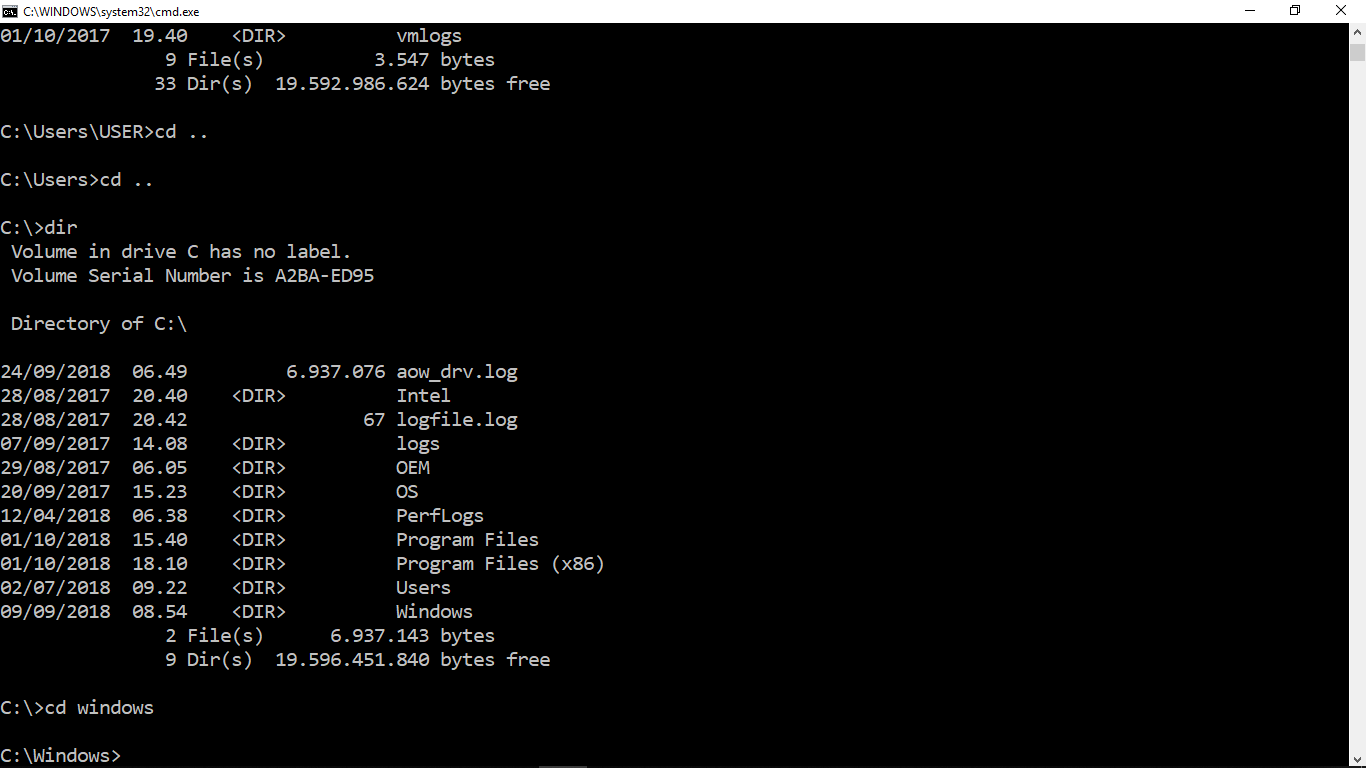 C:\WINDOWS\system32\cmd.exe
01/10/2017  19.40    <DIR>          vmlogs
               9 File(s)          3.547 bytes
              33 Dir(s)  19.592.986.624 bytes free
C:\Users\USER>cd ..
C:\Users>cd ..
C:\>dir
 Volume in drive C has no label.
 Volume Serial Number is A2BA-ED95
 Directory of C:\
24/09/2018  06.49         6.937.076 aow_drv.log
28/08/2017  20.40    <DIR>          Intel
28/08/2017  20.42                67 logfile.log
07/09/2017  14.08    <DIR>          logs
29/08/2017  06.05    <DIR>          OEM
20/09/2017  15.23    <DIR>          OS
12/04/2018  06.38    <DIR>          PerfLogs
01/10/2018  15.40    <DIR>          Program Files
01/10/2018  18.10    <DIR>          Program Files (x86)
02/07/2018  09.22    <DIR>          Users
09/09/2018  08.54    <DIR>          Windows
               2 File(s)      6.937.143 bytes
               9 Dir(s)  19.596.451.840 bytes free
C:\>cd windows
C:\Windows>